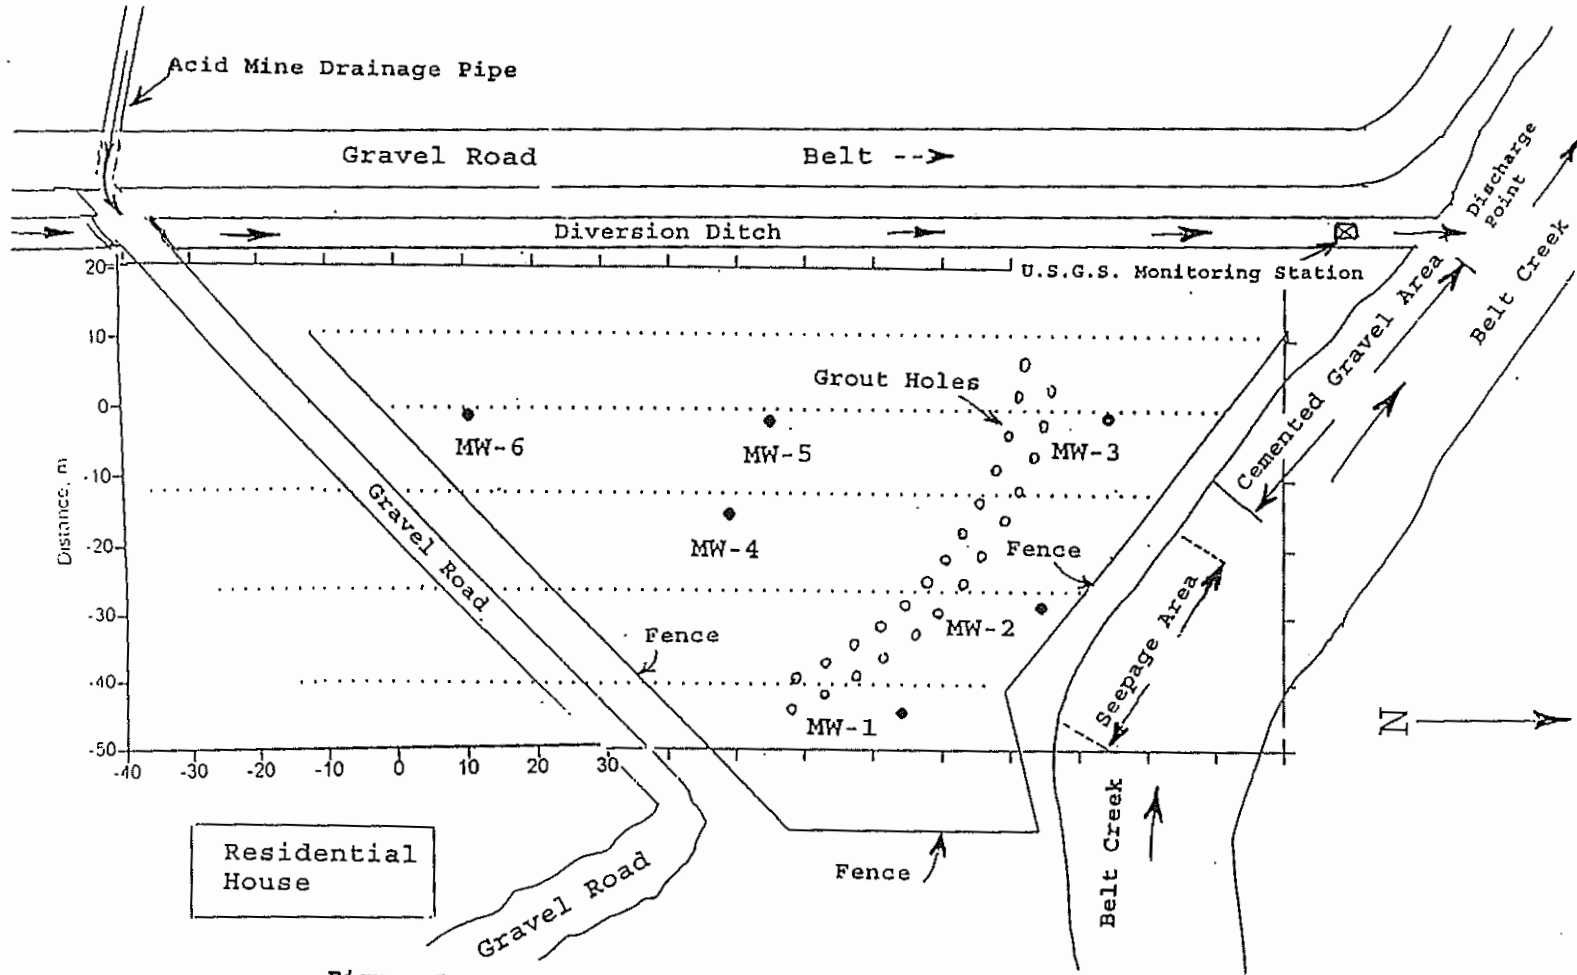 Acid Mine Drainage Pipe
Gravel Road
Belt -->
Diversion Ditch
U.S.G.S. Monitoring Station
Discharge
Point
Belt Creek
Cemented Gravel Area
20
10
0
-10
-20
-30
-40
-50
Distance, m
Grout Holes
MW-6
MW-5
MW-3
MW-4
Fence
Gravel Road
MW-2
Seepage Area
Fence
MW-1
N
-40
-30
-20
-10
0
10
20
30
Belt Creek
Residential
House
Gravel Road
Fence